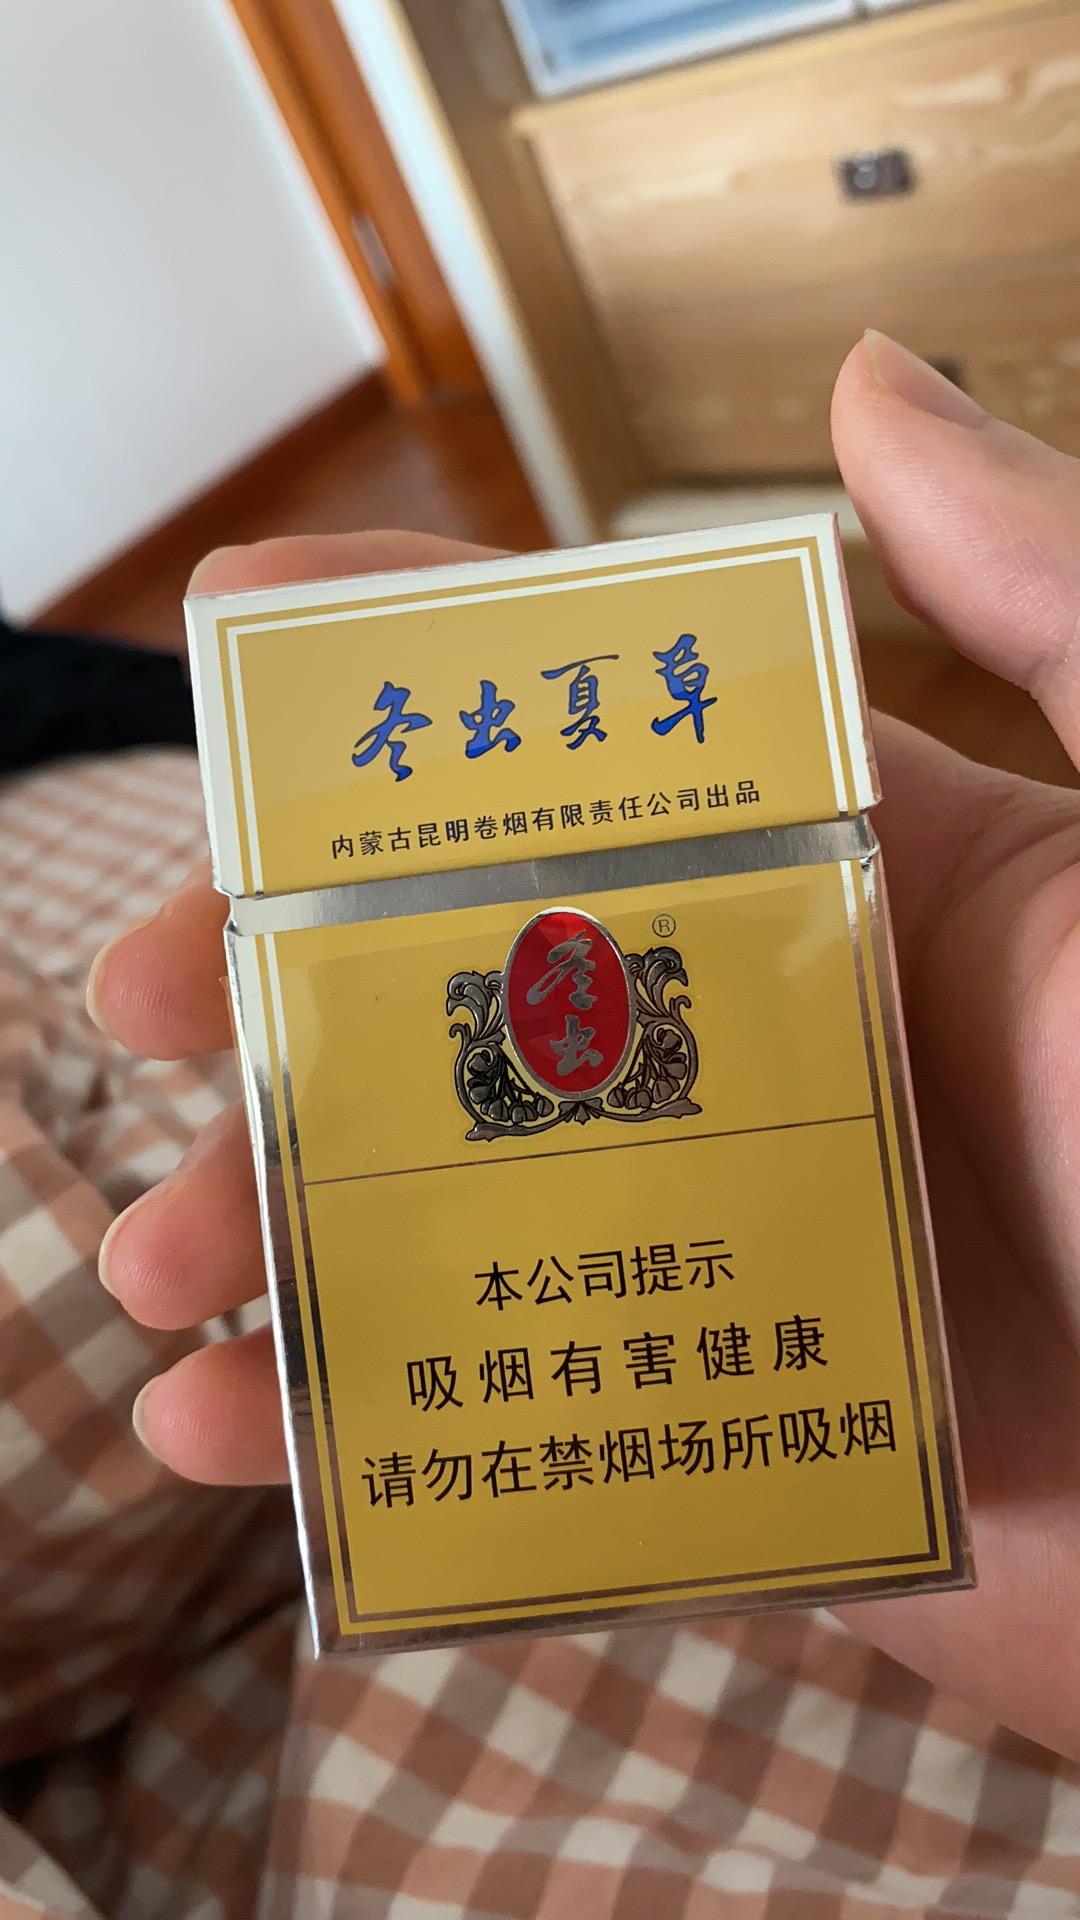 冬虫夏草
内蒙古昆明卷烟有限责任公司出品
®
冬
虫
本公司提示
吸烟有害健康
请勿在禁烟场所吸烟